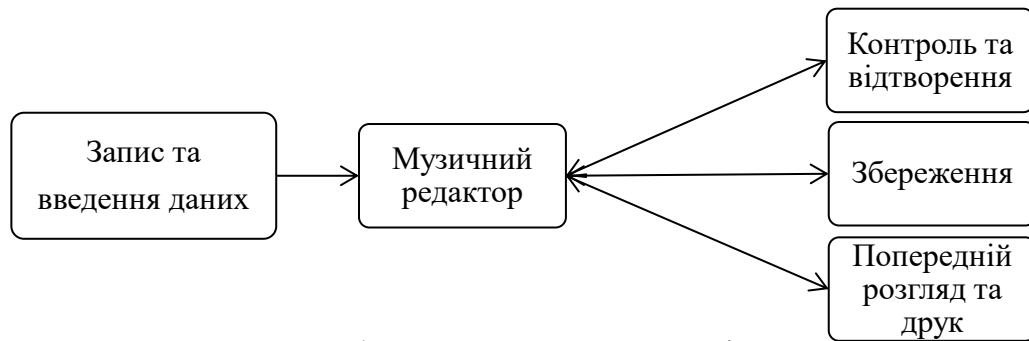 Запис та
введення даних
Музичний
редактор
Контроль та
відтворення
Збереження
Попередній
розгляд та
друк